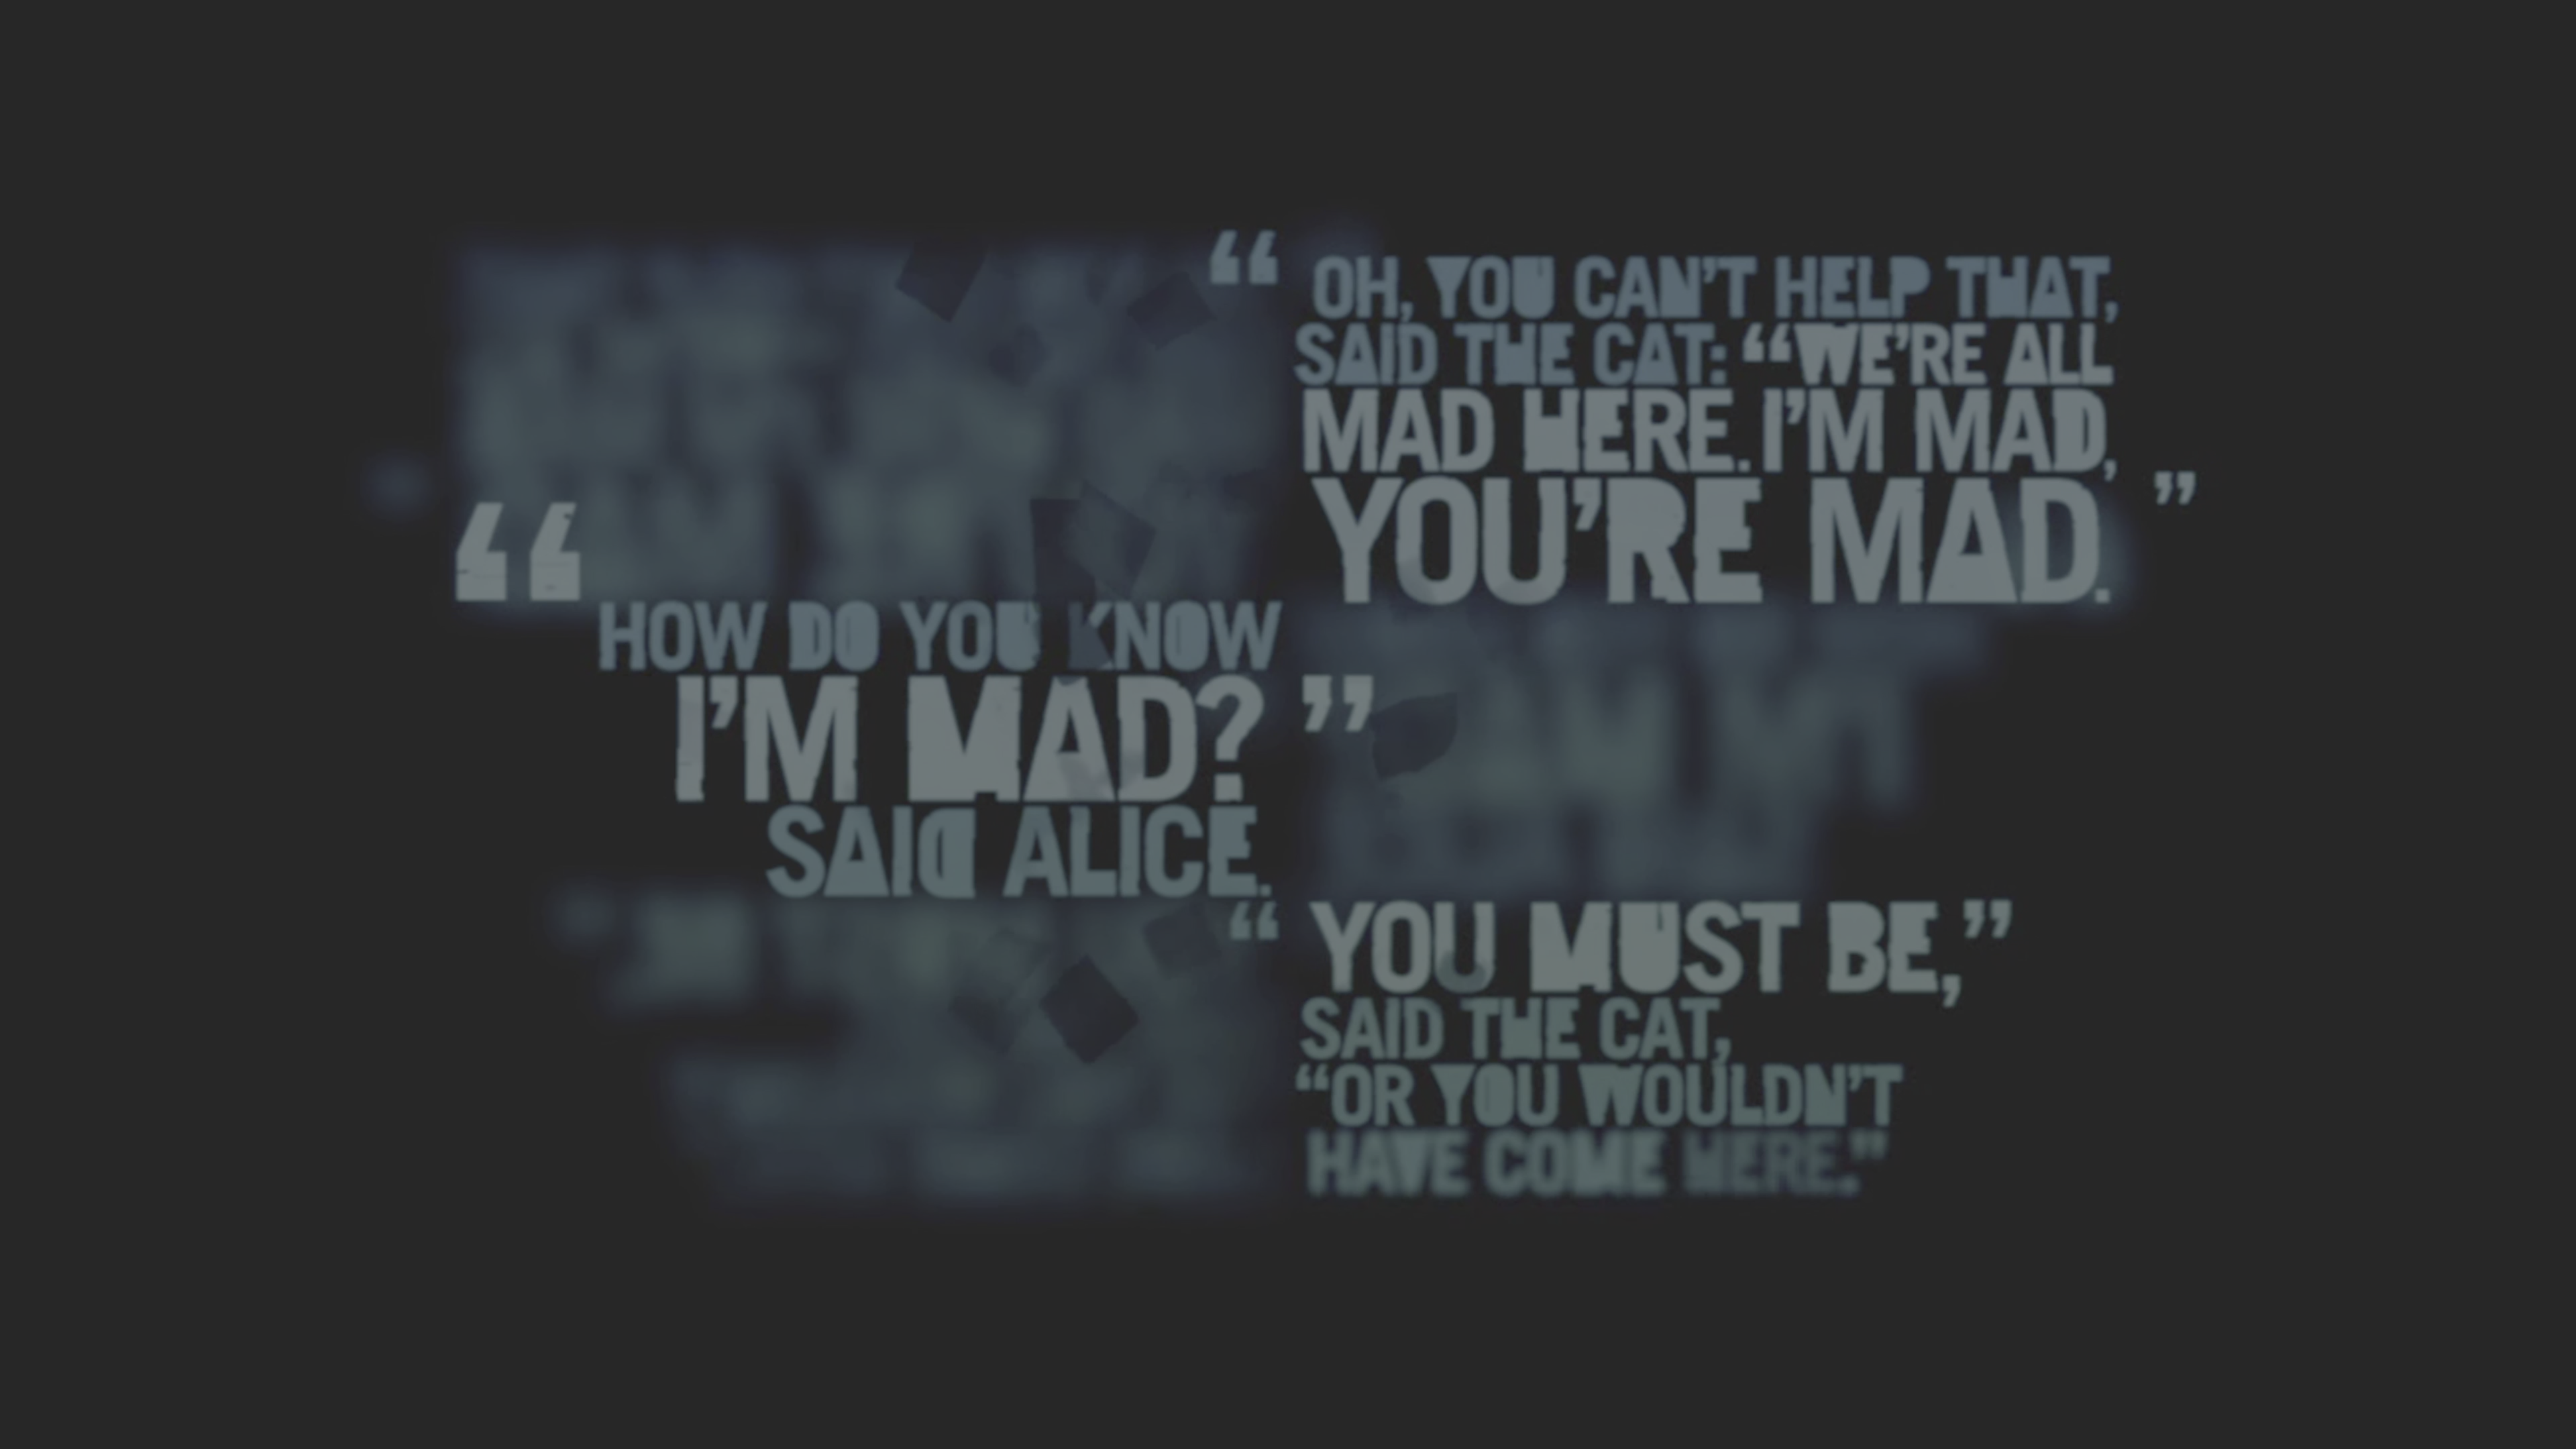 “ OH, YOU CAN’T HELP THAT,
SAID THE CAT: “WE’RE ALL
MAD HERE. I’M MAD,
YOU’RE MAD. ”
“ HOW DO YOU KNOW
I’M MAD? ”
SAID ALICE.
“ YOU MUST BE,”
SAID THE CAT,
“OR YOU WOULDN’T
HAVE COME HERE.”